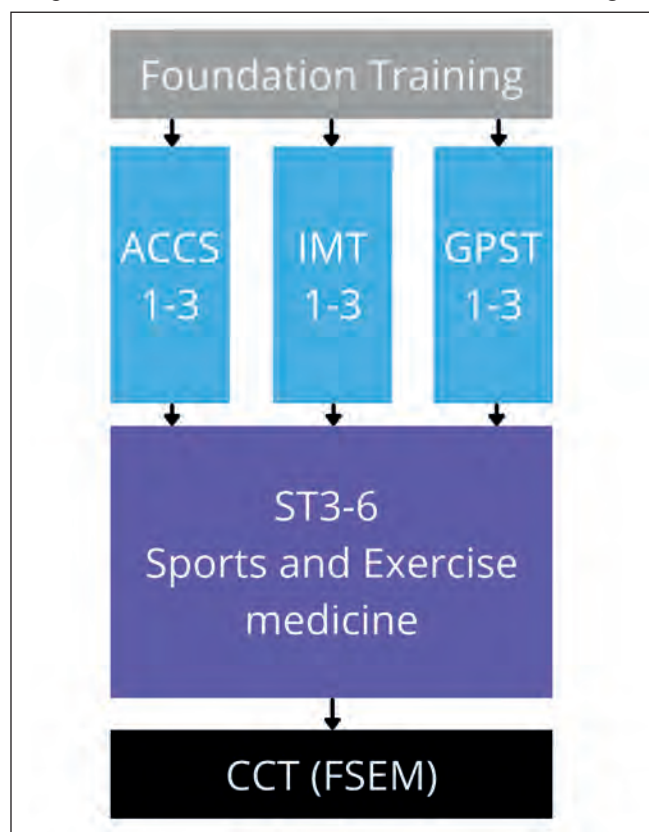 Foundation Training
ACCS
1-3
IMT
1-3
GPST
1-3
ST3-6
Sports and Exercise
medicine
CCT (FSEM)